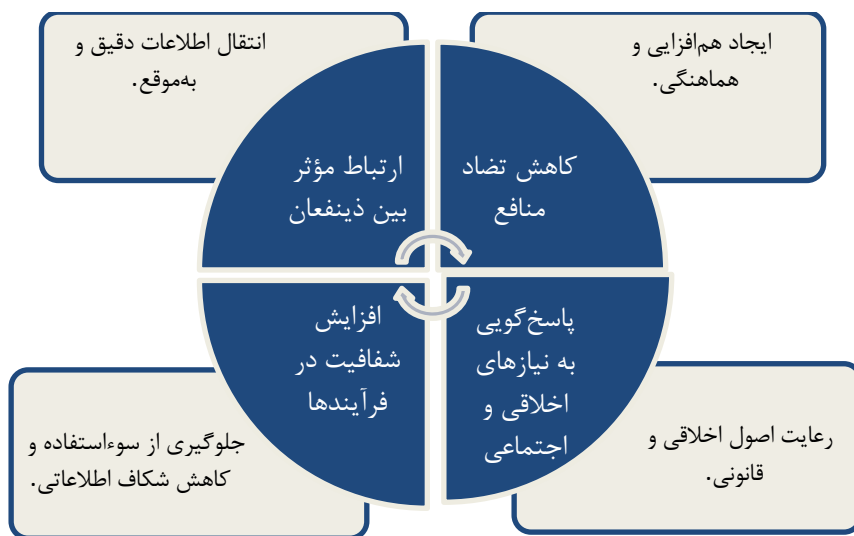 ایجاد هم‌افزایی و
هماهنگی.
انتقال اطلاعات دقیق و
به‌موقع.
کاهش تضاد
منافع
ارتباط مؤثر
بین ذینفعان
پاسخ‌گویی
به نیازهای
اخلاقی و
اجتماعی
افزایش
شفافیت در
فرآیندها
رعایت اصول اخلاقی و
قانونی.
جلوگیری از سوءاستفاده و
کاهش شکاف اطلاعاتی.